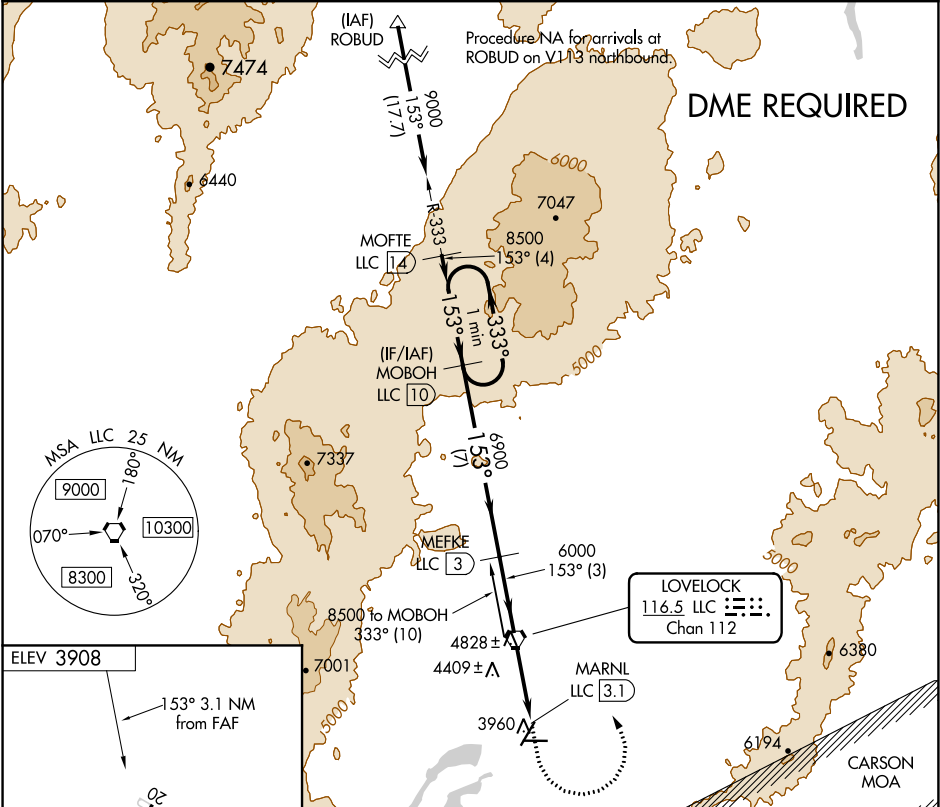 (IAF)
ROBUD
Procedure NA for arrivals at
ROBUD on V113 northbound.
7474
DME REQUIRED
9000
153°
(17.7)
6000
6440
7047
R-333
8500
153° (4)
MOFTE
LLC 14
153°
1 min
333°
(IF/IAF)
MOBOH
LLC 10
5000
6900
153°
(7)
MSA LLC 25 NM
180°
9000
070°
10300
8300
320°
7337
5000
MEFKE
LLC 3
6000
153° (3)
8500 to MOBOH
333° (10)
LOVELOCK
116.5 LLC
Chan 112
4828 ±
4409 ±
6380
ELEV 3908
7001
MARNL
LLC 3.1
153° 3.1 NM
from FAF
5000
3960
6194
CARSON
MOA
20